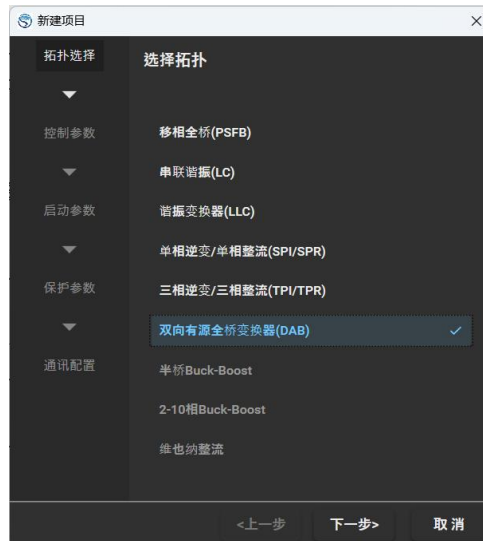 新建项目
拓扑选择
控制参数
启动参数
保护参数
通讯配置
选择拓扑
移相全桥(PSFB)
串联谐振(LC)
谐振变换器(LLC)
单相逆变/单相整流(SPI/SPR)
三相逆变/三相整流(TPI/TPR)
双向有源全桥变换器(DAB)
半桥Buck-Boost
2-10相Buck-Boost
维也纳整流
<上一步
下一步>
取消